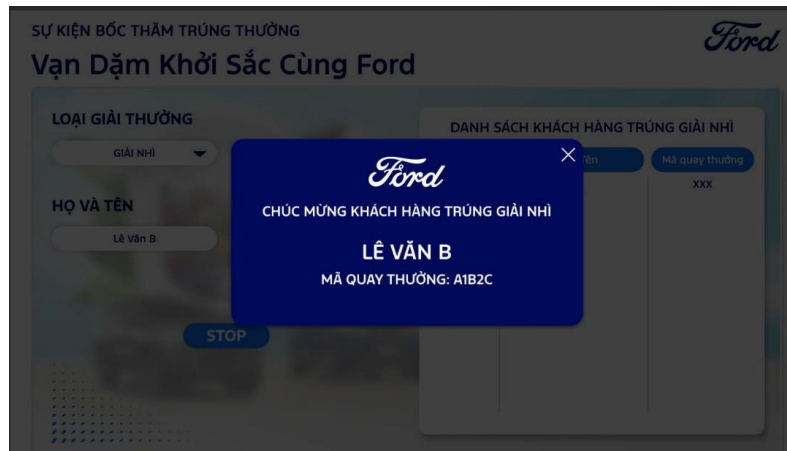 SỰ KIỆN BỐC THĂM TRÚNG THƯỞNG
Ford
Vạn Dặm Khởi Sắc Cùng Ford
LOẠI GIẢI THƯỞNG
GIẢI NHÌ
HỌ VÀ TÊN
Lê Văn B
STOP
DANH SÁCH KHÁCH HÀNG TRÚNG GIẢI NHÌ
Tên
Mã quay thưởng
XXX
Ford
CHÚC MỪNG KHÁCH HÀNG TRÚNG GIẢI NHÌ
LÊ VĂN B
MÃ QUAY THƯỞNG: A1B2C